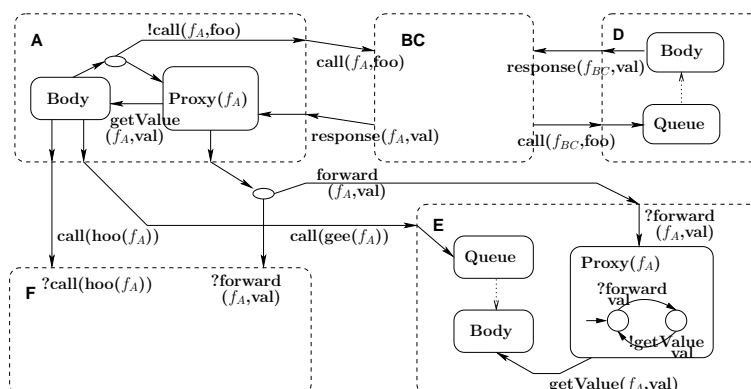 A
!call(f_A,foo)
call(f_A,foo)
BC
D
Body
response(f_BC,val)
Body
Proxy(f_A)
getValue
(f_A,val)
response(f_A,val)
Queue
call(f_BC,foo)
forward
(f_A,val)
call(hoo(f_A))
call(gee(f_A))
E
?forward
(f_A,val)
Queue
Proxy(f_A)
F
?call(hoo(f_A))
?forward
(f_A,val)
?forward
val
Body
!getValue
val
getValue(f_A,val)